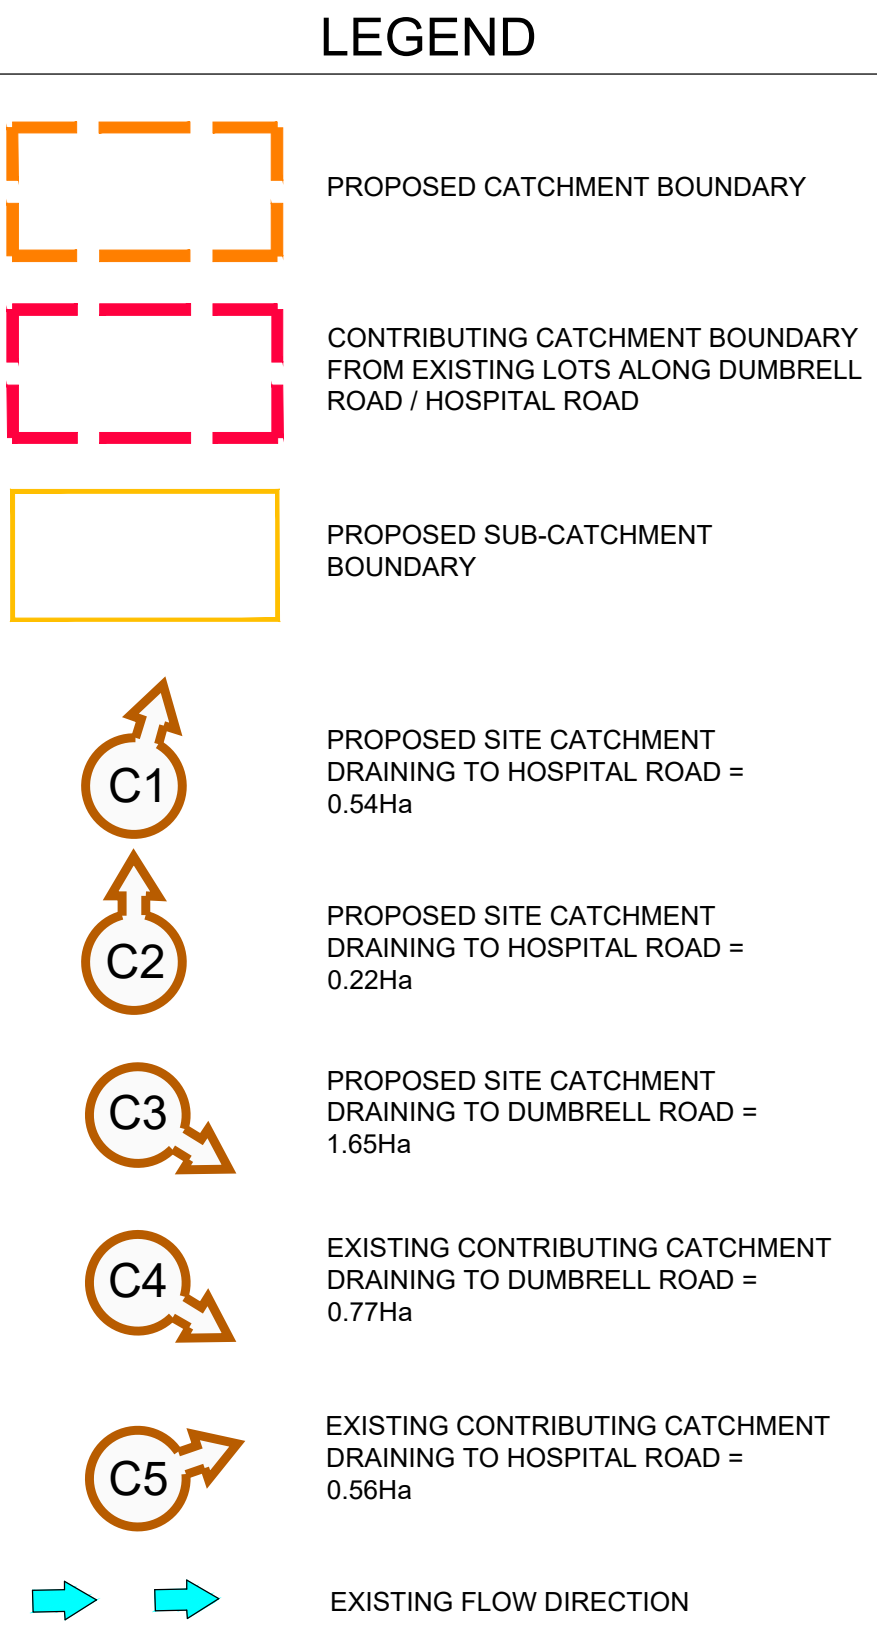 LEGEND
PROPOSED CATCHMENT BOUNDARY
CONTRIBUTING CATCHMENT BOUNDARY
FROM EXISTING LOTS ALONG DUMBRELL
ROAD / HOSPITAL ROAD
PROPOSED SUB-CATCHMENT
BOUNDARY
C1
PROPOSED SITE CATCHMENT
DRAINING TO HOSPITAL ROAD =
0.54Ha
C2
PROPOSED SITE CATCHMENT
DRAINING TO HOSPITAL ROAD =
0.22Ha
C3
PROPOSED SITE CATCHMENT
DRAINING TO DUMBRELL ROAD =
1.65Ha
C4
EXISTING CONTRIBUTING CATCHMENT
DRAINING TO DUMBRELL ROAD =
0.77Ha
C5
EXISTING CONTRIBUTING CATCHMENT
DRAINING TO HOSPITAL ROAD =
0.56Ha
EXISTING FLOW DIRECTION